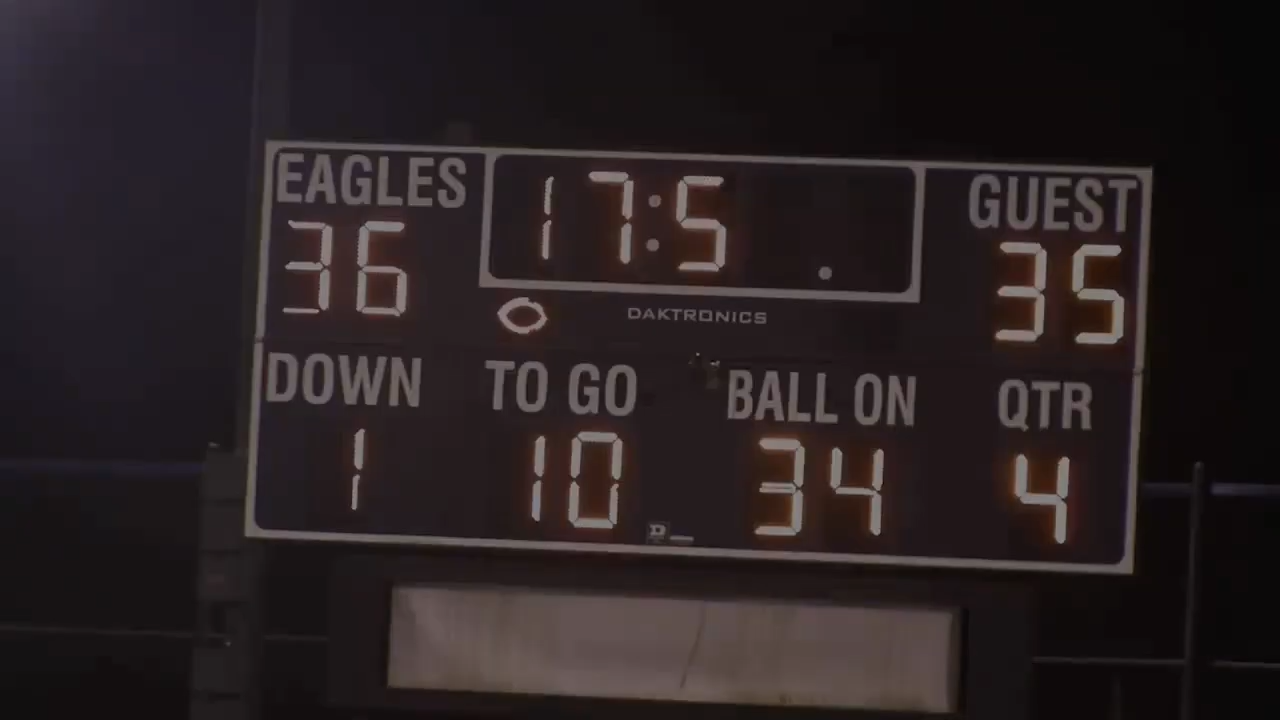 EAGLES 17:5 . GUEST
36 35
DAKTRONICS
DOWN TO GO BALL ON QTR
1 10 34 4